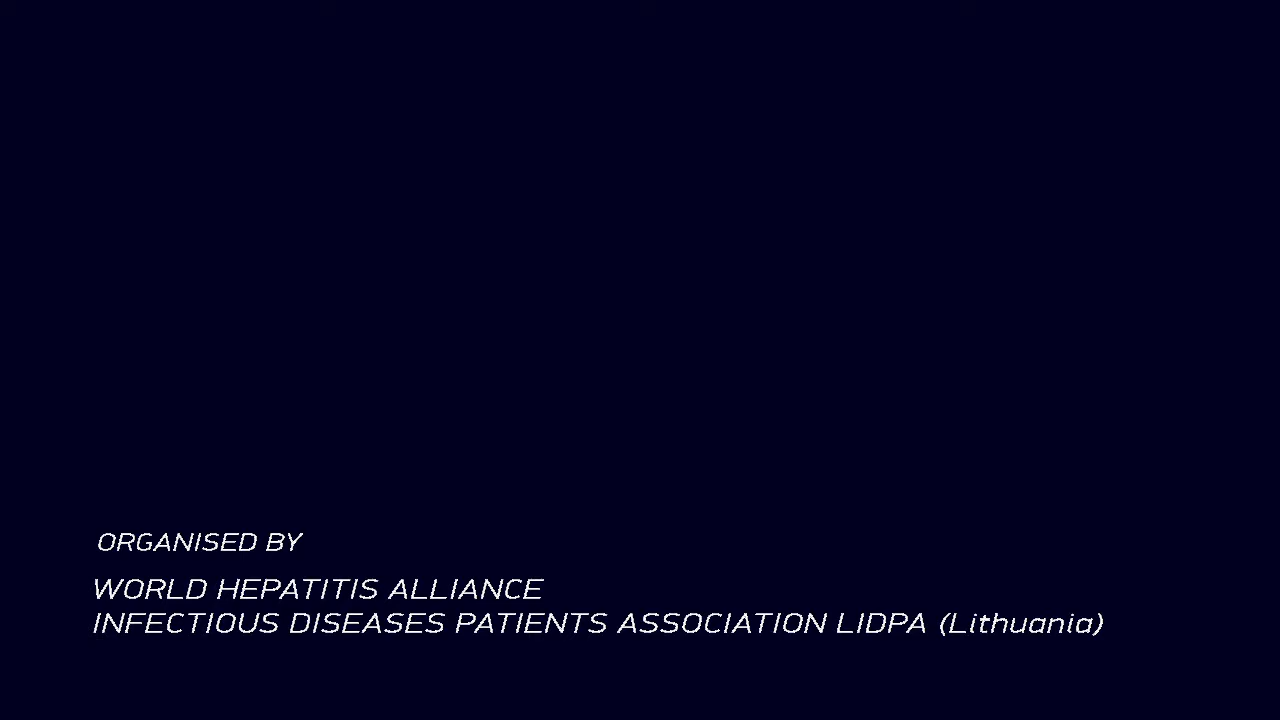 ORGANISED BY
WORLD HEPATITIS ALLIANCE
INFECTIOUS DISEASES PATIENTS ASSOCIATION LIDPA (Lithuania)